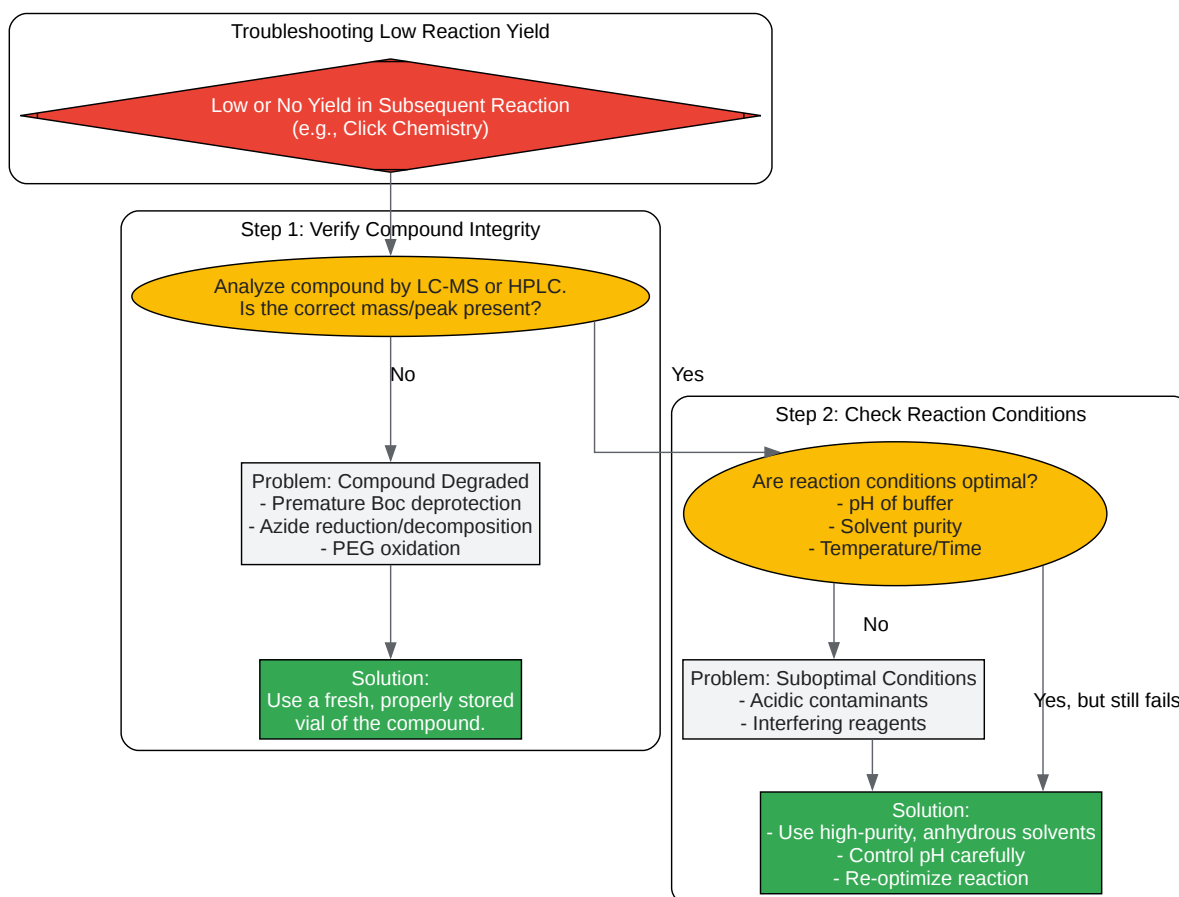 Troubleshooting Low Reaction Yield
Low or No Yield in Subsequent Reaction
(e.g., Click Chemistry)
Step 1: Verify Compound Integrity
Analyze compound by LC-MS or HPLC.
Is the correct mass/peak present?
No
Yes
Problem: Compound Degraded
- Premature Boc deprotection
- Azide reduction/decomposition
- PEG oxidation
Solution:
Use a fresh, properly stored
vial of the compound.
Step 2: Check Reaction Conditions
Are reaction conditions optimal?
- pH of buffer
- Solvent purity
- Temperature/Time
No
Problem: Suboptimal Conditions
- Acidic contaminants
- Interfering reagents
Yes, but still fails
Solution:
- Use high-purity, anhydrous solvents
- Control pH carefully
- Re-optimize reaction